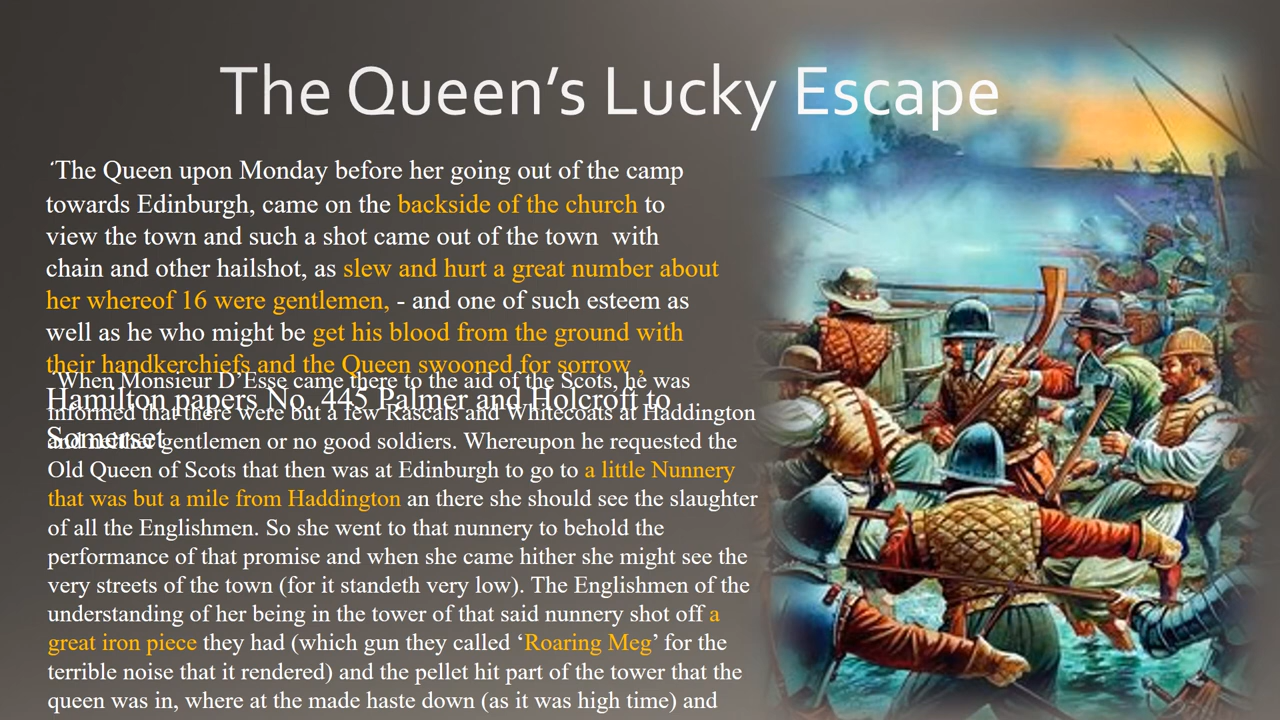 The Queen's Lucky Escape
‘The Queen upon Monday before her going out of the camp
towards Edinburgh, came on the backside of the church to
view the town and such a shot came out of the town with
chain and other hailshot, as slew and hurt a great number about
her whereof 16 were gentlemen, - and one of such esteem as
well as he who might be get his blood from the ground with
their handkerchiefs and the Queen swooned for sorrow ,
Hamilton papers No. 445 Palmer and Holcroft to
Somerset
‘When Monsieur D’Esse came there to the aid of the Scots, he was
informed that there were but a few Rascals and Whitecoats at Haddington
gentlemen or no good soldiers. Whereupon he requested the
Old Queen of Scots that then was at Edinburgh to go to a little Nunnery
that was but a mile from Haddington an there she should see the slaughter
of all the Englishmen. So she went to that nunnery to behold the
performance of that promise and when she came hither she might see the
very streets of the town (for it standeth very low). The Englishmen of the
understanding of her being in the tower of that said nunnery shot off a
great iron piece they had (which gun they called ‘Roaring Meg’ for the
terrible noise that it rendered) and the pellet hit part of the tower that the
queen was in, where at the made haste down (as it was high time) and